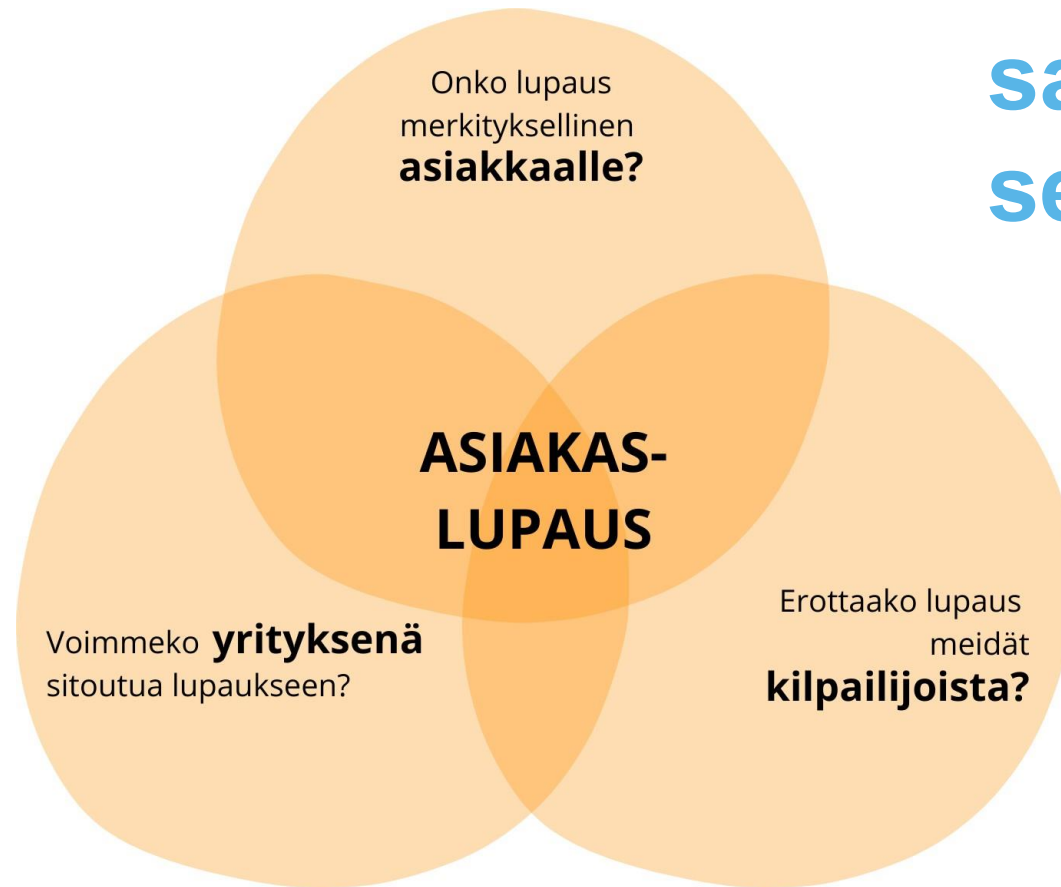 Onko lupaus
merkityksellinen
asiakkaalle?
ASIAKAS-
LUPAUS
Voimmeko yrityksenä
sitoutua lupaukseen?
Erottaako lupaus
meidät
kilpailijoista?